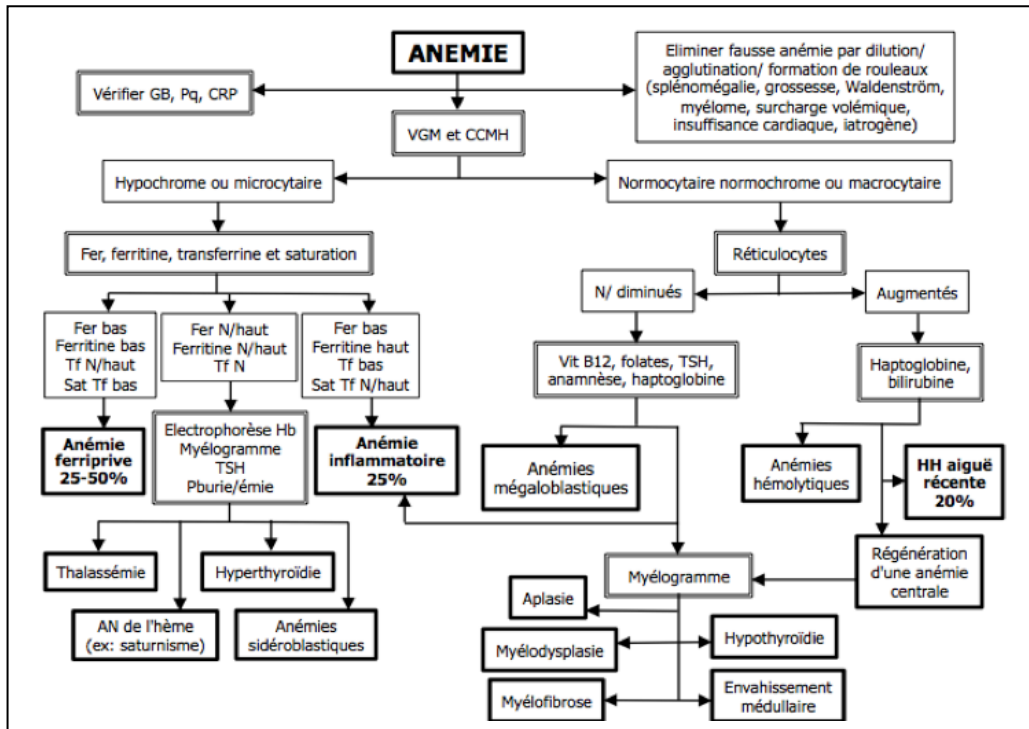 ANEMIE
Eliminer fausse anémie par dilution/
agglutination/ formation de rouleaux
(splénomégalie, grossesse, Waldenström,
myélome, surcharge volémique,
insuffisance cardiaque, iatrogène)
Vérifier GB, Pq, CRP
VGM et CCMH
Hypochrome ou microcytaire
Normocytaire normochrome ou macrocytaire
Fer, ferritine, transferrine et saturation
Réticulocytes
N/ diminués
Augmentés
Fer bas
Ferritine bas
Tf N/haut
Sat Tf bas
Fer N/haut
Ferritine N/haut
Tf N
Fer bas
Ferritine haut
Tf bas
Sat Tf N/haut
Vit B12, folates, TSH,
anamnèse, haptoglobine
Haptoglobine,
bilirubine
Anémie
ferriprive
25-50%
Electrophorèse Hb
Myélogramme
TSH
Pburie/émie
Anémie
inflammatoire
25%
Anémies
mégaloblastiques
Anémies
hémolytiques
HH aiguë
récente
20%
Thalassémie
Hyperthyroïdie
AN de l'hème
(ex: saturnisme)
Anémies
sidéroblastiques
Myélogramme
Régénération
d'une anémie
centrale
Aplasie
Myélodysplasie
Hypothyroïdie
Myélofibrose
Envahissement
médullaire